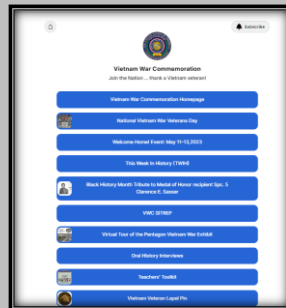 Subscribe
Vietnam War Commemoration
Join the Nation ... thank a Vietnam veteran!
Vietnam War Commemoration Homepage
National Vietnam War Veterans Day
Welcome Home! Event: May 11-13, 2023
This Week In History (TWIH)
Black History Month Tribute to Medal of Honor recipient Spc. 5
Clarence E. Sasser
VWC SITREP
Virtual Tour of the Pentagon Vietnam War Exhibit
Oral History Interviews
Teachers' Toolkit
Vietnam Veteran Lapel Pin